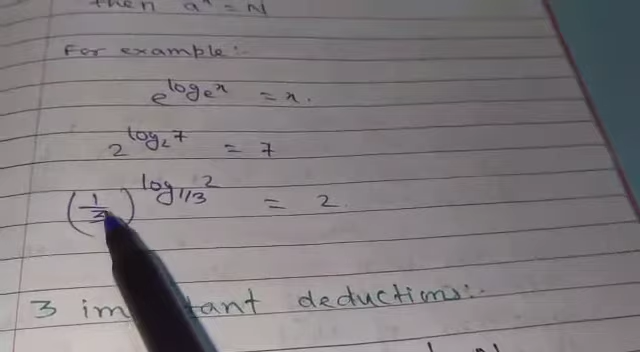 then a^x = N
For example:-
e^log_e x = x.
2^log_2 7 = 7
(1/3)^log_1/3 2 = 2.
3 important deductions:-